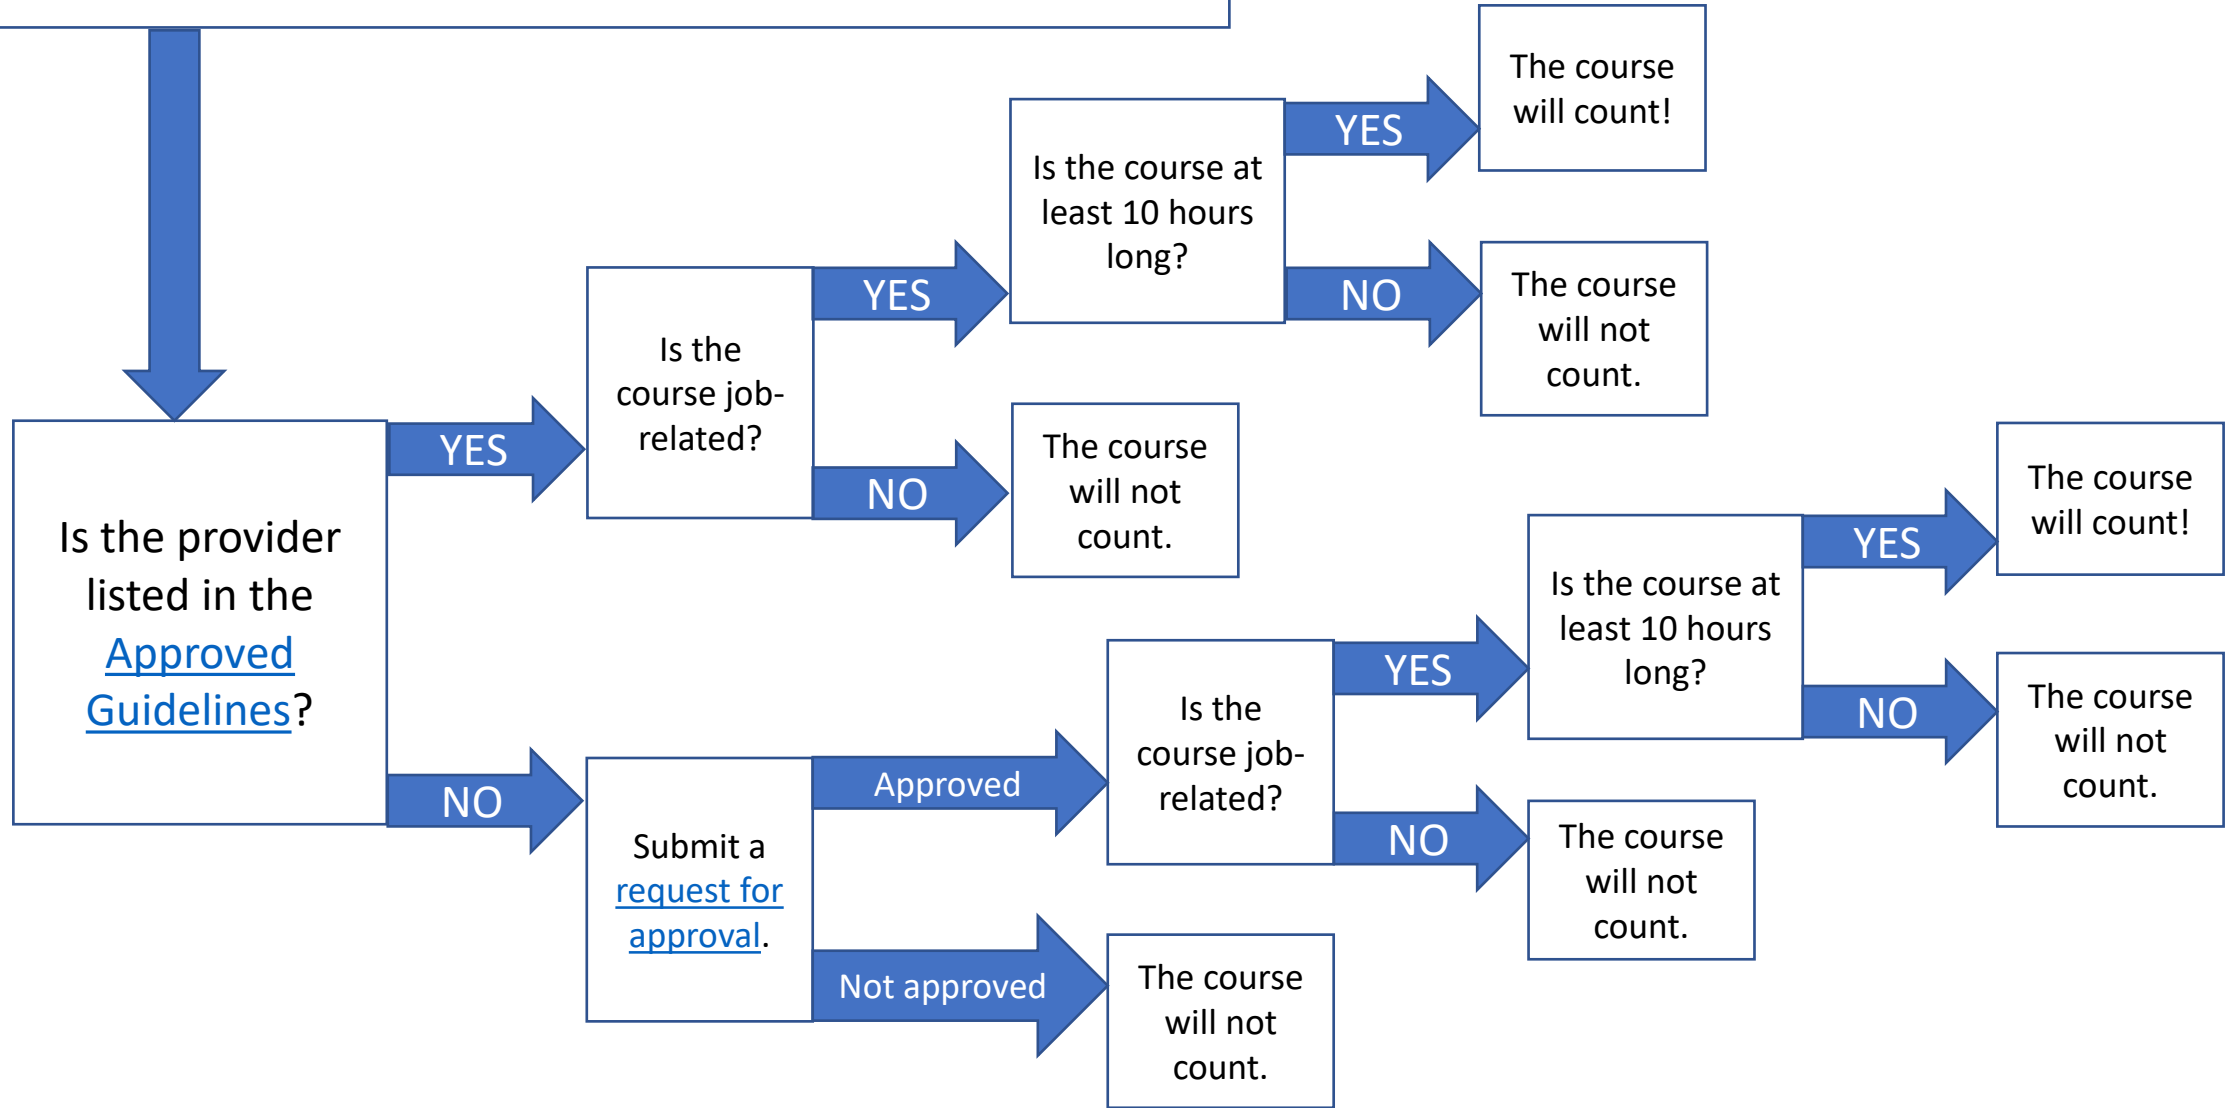 The course
will count!
YES
Is the course at
least 10 hours
long?
NO
The course
will not
count.
YES
Is the
course job-
related?
NO
The course
will not
count.
YES
Is the provider
listed in the
Approved
Guidelines?
NO
The course
will count!
YES
Is the course at
least 10 hours
long?
NO
The course
will not
count.
YES
Is the
course job-
related?
NO
The course
will not
count.
Approved
Submit a
request for
approval.
Not approved
The course
will not
count.